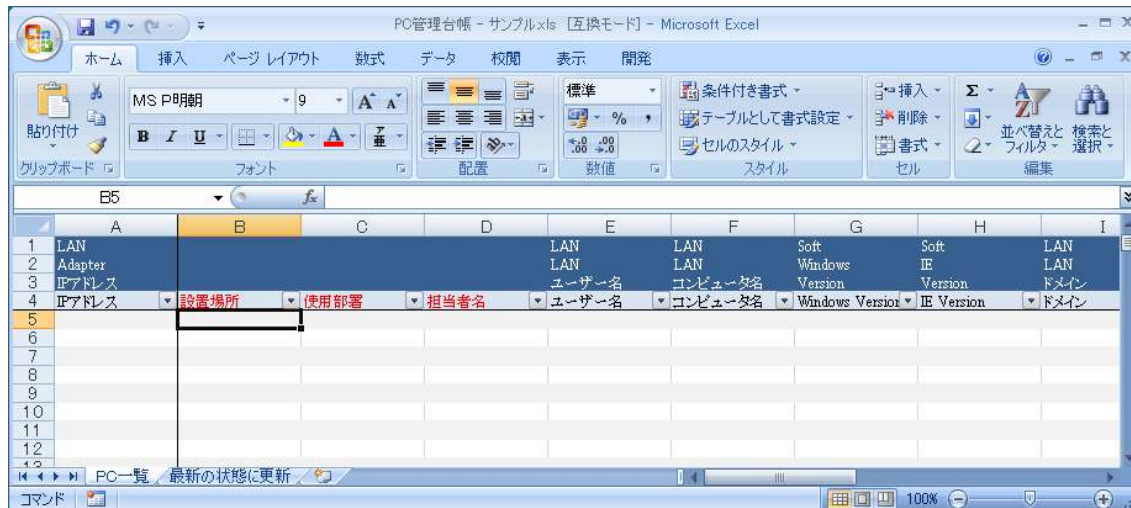 PC管理台帳 - サンプル.xls [互換モード] - Microsoft Excel
ホーム 挿入 ページ レイアウト 数式 データ 校閲 表示 開発
貼り付け
MS P明朝 9
B I U
標準
条件付き書式
テーブルとして書式設定
セルのスタイル
挿入
削除
書式
Σ
並べ替えと フィルタ
検索と 選択
クリップボード フォント 配置 数値 スタイル セル 編集
B5 fx
A B C D E F G H I
1 LAN LAN LAN Soft Soft LAN
2 Adapter LAN LAN Windows IE LAN
3 IPアドレス ユーザー名 コンピュータ名 Version Version ドメイン
4 IPアドレス 設置場所 使用部署 担当者名 ユーザー名 コンピュータ名 Windows Version IE Version ドメイン
5
6
7
8
9
10
11
12
13
PC一覧 最新の状態に更新
コマンド 100%